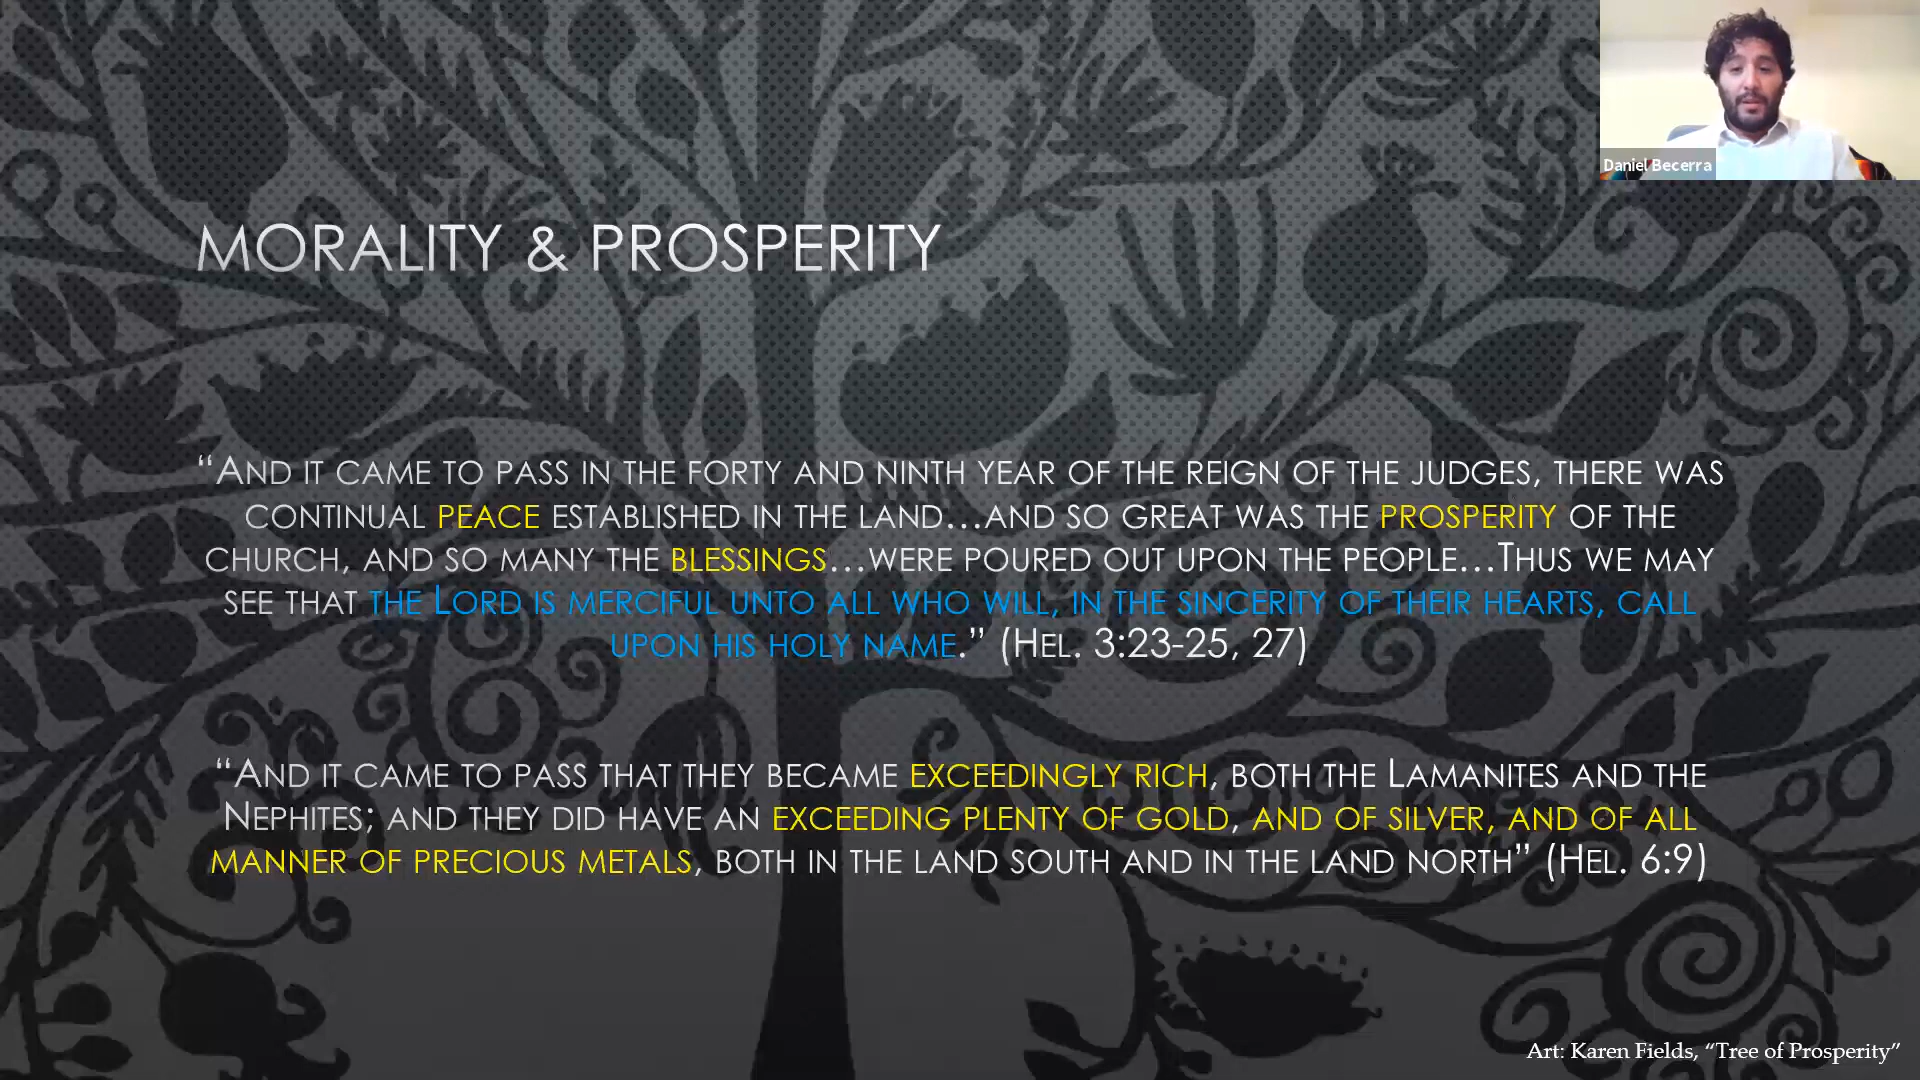 Daniel Becerra
MORALITY & PROSPERITY
“AND IT CAME TO PASS IN THE FORTY AND NINTH YEAR OF THE REIGN OF THE JUDGES, THERE WAS
CONTINUAL PEACE ESTABLISHED IN THE LAND…AND SO GREAT WAS THE PROSPERITY OF THE
CHURCH, AND SO MANY THE BLESSINGS…WERE POURED OUT UPON THE PEOPLE…THUS WE MAY
SEE THAT THE LORD IS MERCIFUL UNTO ALL WHO WILL, IN THE SINCERITY OF THEIR HEARTS, CALL
UPON HIS HOLY NAME.” (HEL. 3:23-25, 27)
“AND IT CAME TO PASS THAT THEY BECAME EXCEEDINGLY RICH, BOTH THE LAMANITES AND THE
NEPHITES; AND THEY DID HAVE AN EXCEEDING PLENTY OF GOLD, AND OF SILVER, AND OF ALL
MANNER OF PRECIOUS METALS, BOTH IN THE LAND SOUTH AND IN THE LAND NORTH” (HEL. 6:9)
Art: Karen Fields, “Tree of Prosperity”